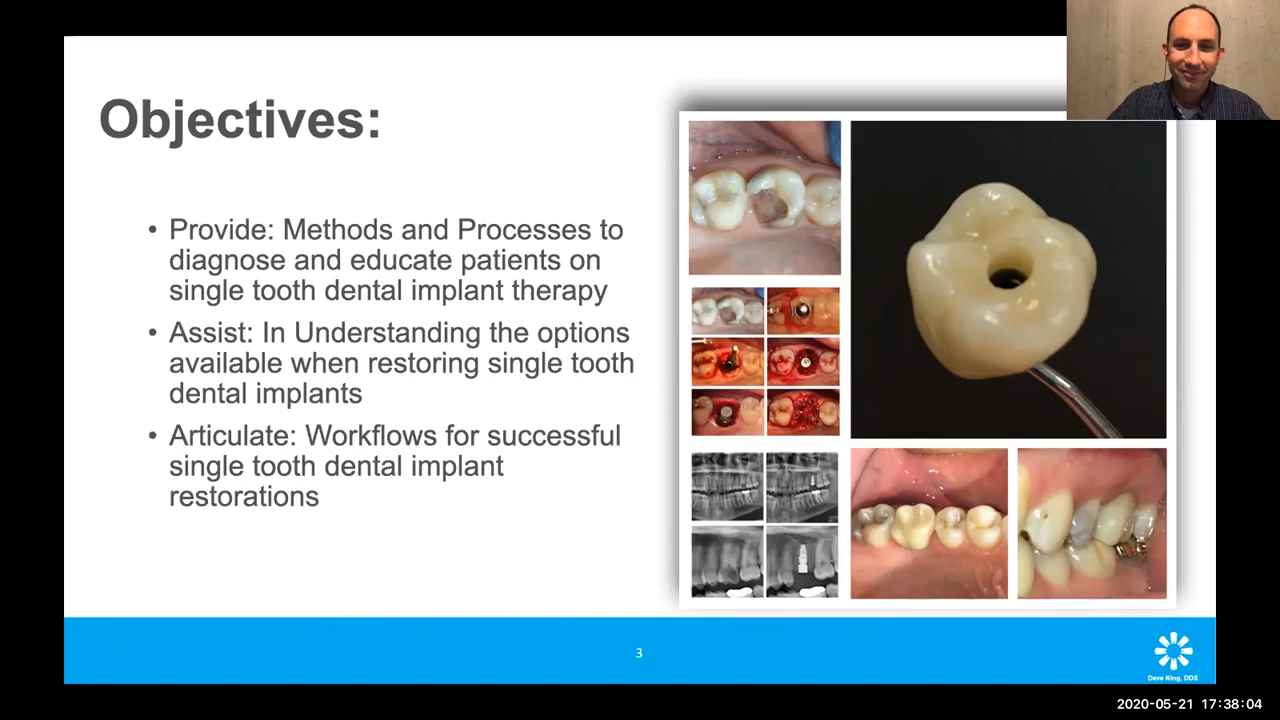 Objectives:
• Provide: Methods and Processes to
diagnose and educate patients on
single tooth dental implant therapy
• Assist: In Understanding the options
available when restoring single tooth
dental implants
• Articulate: Workflows for successful
single tooth dental implant
restorations
3
Dave King, DDS
2020-05-21 17:38:04